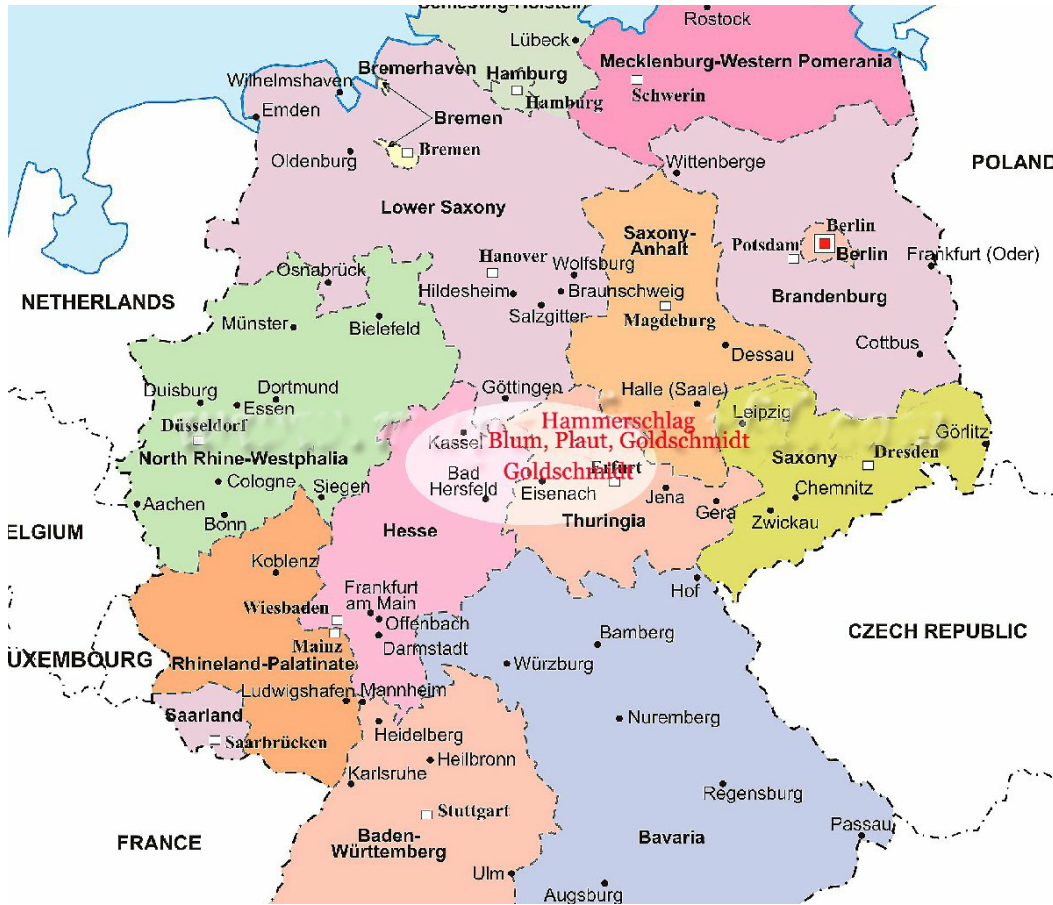 Schleswig-Holstein
Rostock
Lübeck
Mecklenburg-Western Pomerania
Bremerhaven
Hamburg
Wilhelmshaven
Schwerin
Hamburg
Emden
Bremen
Oldenburg
Bremen
Wittenberge
POLAND
Lower Saxony
Saxony-
Anhalt
Berlin
Potsdam
Berlin
Frankfurt (Oder)
Hanover
Osnabrück
Wolfsburg
Hildesheim
Braunschweig
Brandenburg
NETHERLANDS
Salzgitter
Magdeburg
Münster
Bielefeld
Cottbus
Dessau
Göttingen
Halle (Saale)
Duisburg
Dortmund
Essen
Leipzig
Düsseldorf
Hammerschlag
Kassel
Blum, Plaut, Goldschmidt
Görlitz
North Rhine-Westphalia
Saxony
Dresden
Goldschmidt
Erfurt
Bad
Hersfeld
Cologne
Siegen
Eisenach
Jena
Chemnitz
Aachen
Gera
Zwickau
Bonn
Thuringia
Hesse
ELGIUM
Koblenz
Hof
Frankfurt
am Main
Wiesbaden
Offenbach
Mainz
Darmstadt
Bamberg
CZECH REPUBLIC
Würzburg
ÜXEMBOURG
Rhineland-Palatinate
Ludwigshafen
Mannheim
Saarland
Nuremberg
Heidelberg
Saarbrücken
Heilbronn
Karlsruhe
Regensburg
Stuttgart
Passau
FRANCE
Baden-
Württemberg
Bavaria
Ulm
Augsburg